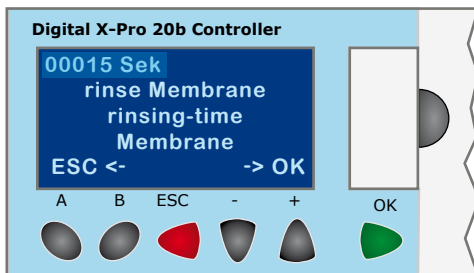 Digital X-Pro 20b Controller
00015 Sek
rinse Membrane
rinsing-time
Membrane
ESC <- -> OK
A B ESC - + OK